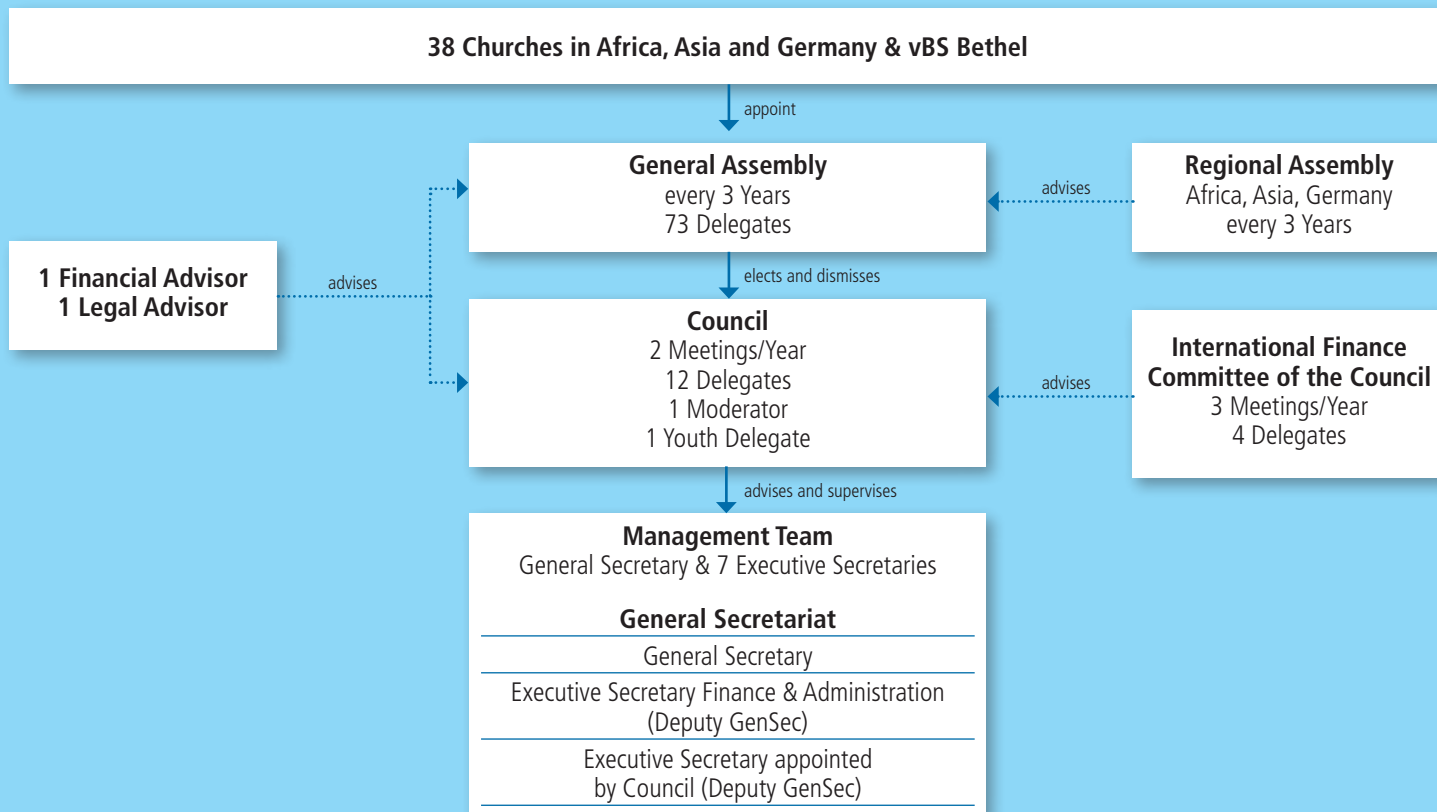 38 Churches in Africa, Asia and Germany & vBS Bethel
appoint
General Assembly
every 3 Years
73 Delegates
advises
Regional Assembly
Africa, Asia, Germany
every 3 Years
1 Financial Advisor
1 Legal Advisor
advises
elects and dismisses
Council
2 Meetings/Year
12 Delegates
1 Moderator
1 Youth Delegate
advises
International Finance
Committee of the Council
3 Meetings/Year
4 Delegates
advises and supervises
Management Team
General Secretary & 7 Executive Secretaries
General Secretariat
General Secretary
Executive Secretary Finance & Administration
(Deputy GenSec)
Executive Secretary appointed
by Council (Deputy GenSec)